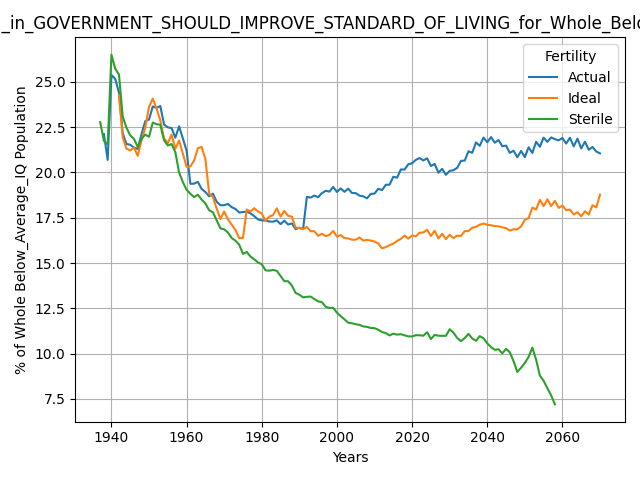 _in_GOVERNMENT_SHOULD_IMPROVE_STANDARD_OF_LIVING_for_Whole_Belo
Fertility
Actual
Ideal
Sterile
% of Whole Below_Average_IQ Population
25.0
22.5
20.0
17.5
15.0
12.5
10.0
7.5
1940 1960 1980 2000 2020 2040 2060
Years